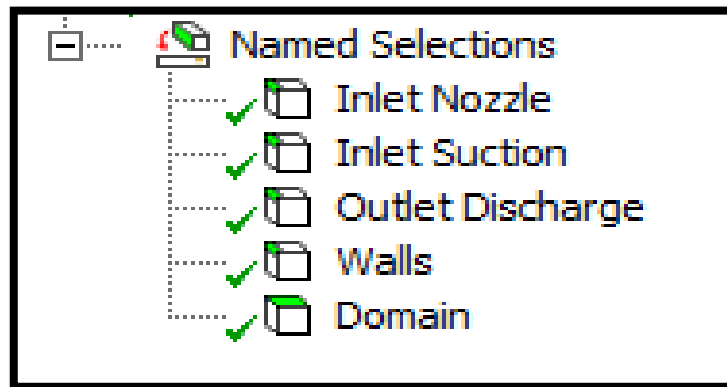 Named Selections
Inlet Nozzle
Inlet Suction
Outlet Discharge
Walls
Domain